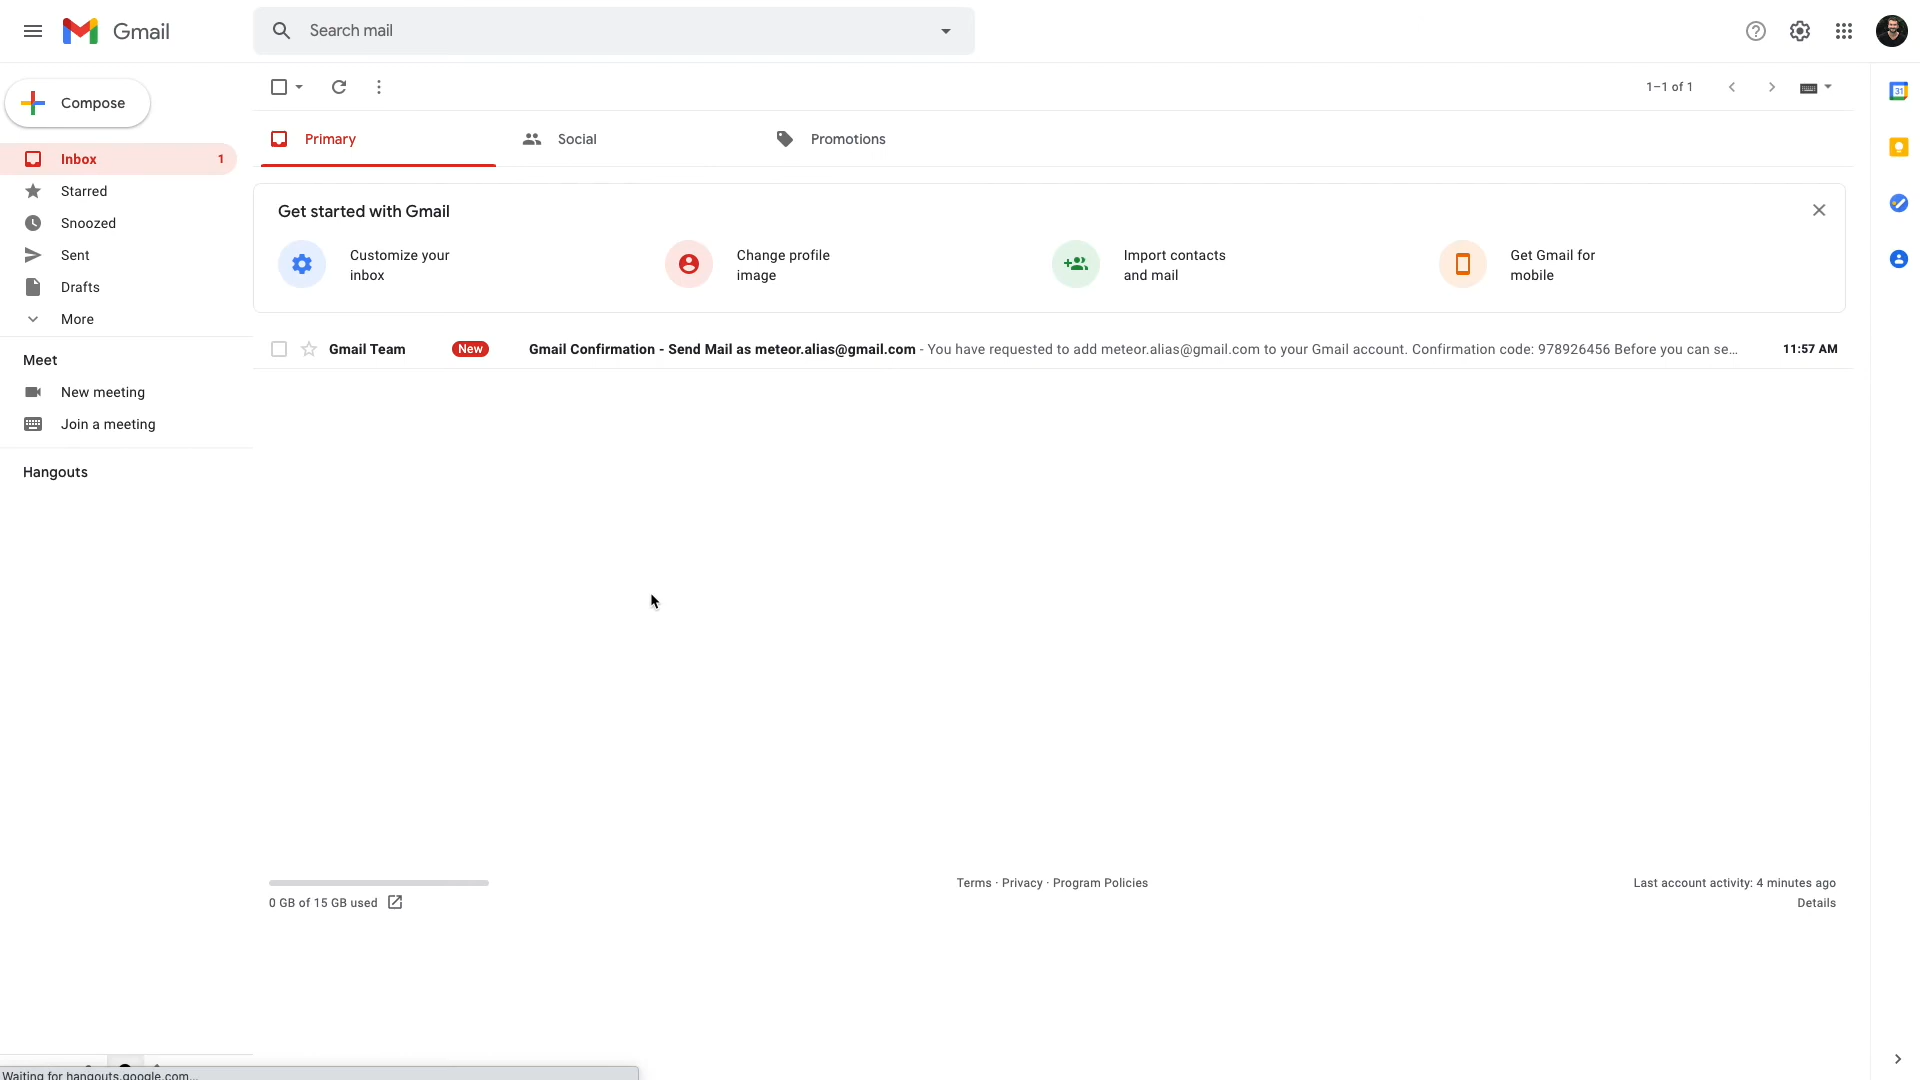 Gmail
Search mail
Compose
1–1 of 1
31
Primary
Social
Promotions
Inbox
1
Starred
Snoozed
Sent
Drafts
More
Get started with Gmail
Customize your
inbox
Change profile
image
Import contacts
and mail
Get Gmail for
mobile
Gmail Team
New
Gmail Confirmation - Send Mail as meteor.alias@gmail.com - You have requested to add meteor.alias@gmail.com to your Gmail account. Confirmation code: 978926456 Before you can se...
11:57 AM
Meet
New meeting
Join a meeting
Hangouts
0 GB of 15 GB used
Terms · Privacy · Program Policies
Last account activity: 4 minutes ago
Details
Waiting for hangouts.google.com...